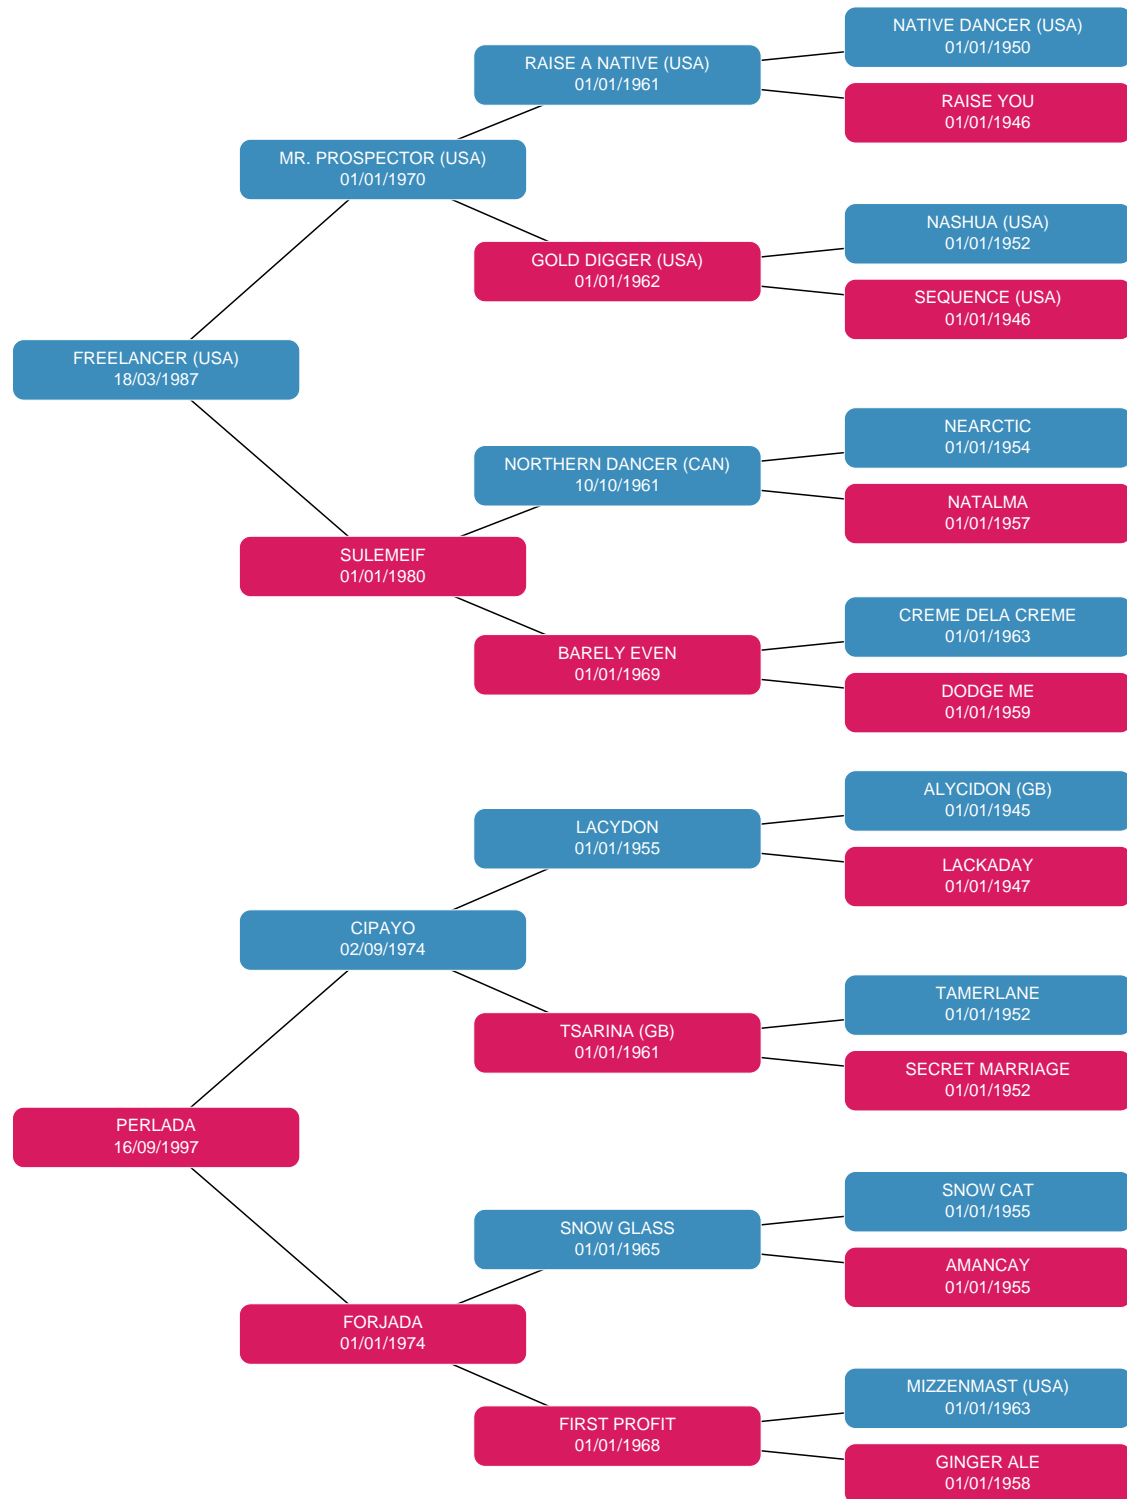 NATIVE DANCER (USA)
01/01/1950
RAISE A NATIVE (USA)
01/01/1961
RAISE YOU
01/01/1946
MR. PROSPECTOR (USA)
01/01/1970
NASHUA (USA)
01/01/1952
GOLD DIGGER (USA)
01/01/1962
SEQUENCE (USA)
01/01/1946
FREELANCER (USA)
18/03/1987
NEARCTIC
01/01/1954
NORTHERN DANCER (CAN)
10/10/1961
NATALMA
01/01/1957
SULEMEIF
01/01/1980
CREME DELA CREME
01/01/1963
BARELY EVEN
01/01/1969
DODGE ME
01/01/1959
ALYCIDON (GB)
01/01/1945
LACYDON
01/01/1955
LACKADAY
01/01/1947
CIPAYO
02/09/1974
TAMERLANE
01/01/1952
TSARINA (GB)
01/01/1961
SECRET MARRIAGE
01/01/1952
PERLADA
16/09/1997
SNOW CAT
01/01/1955
SNOW GLASS
01/01/1965
AMANCAY
01/01/1955
FORJADA
01/01/1974
MIZZENMAST (USA)
01/01/1963
FIRST PROFIT
01/01/1968
GINGER ALE
01/01/1958